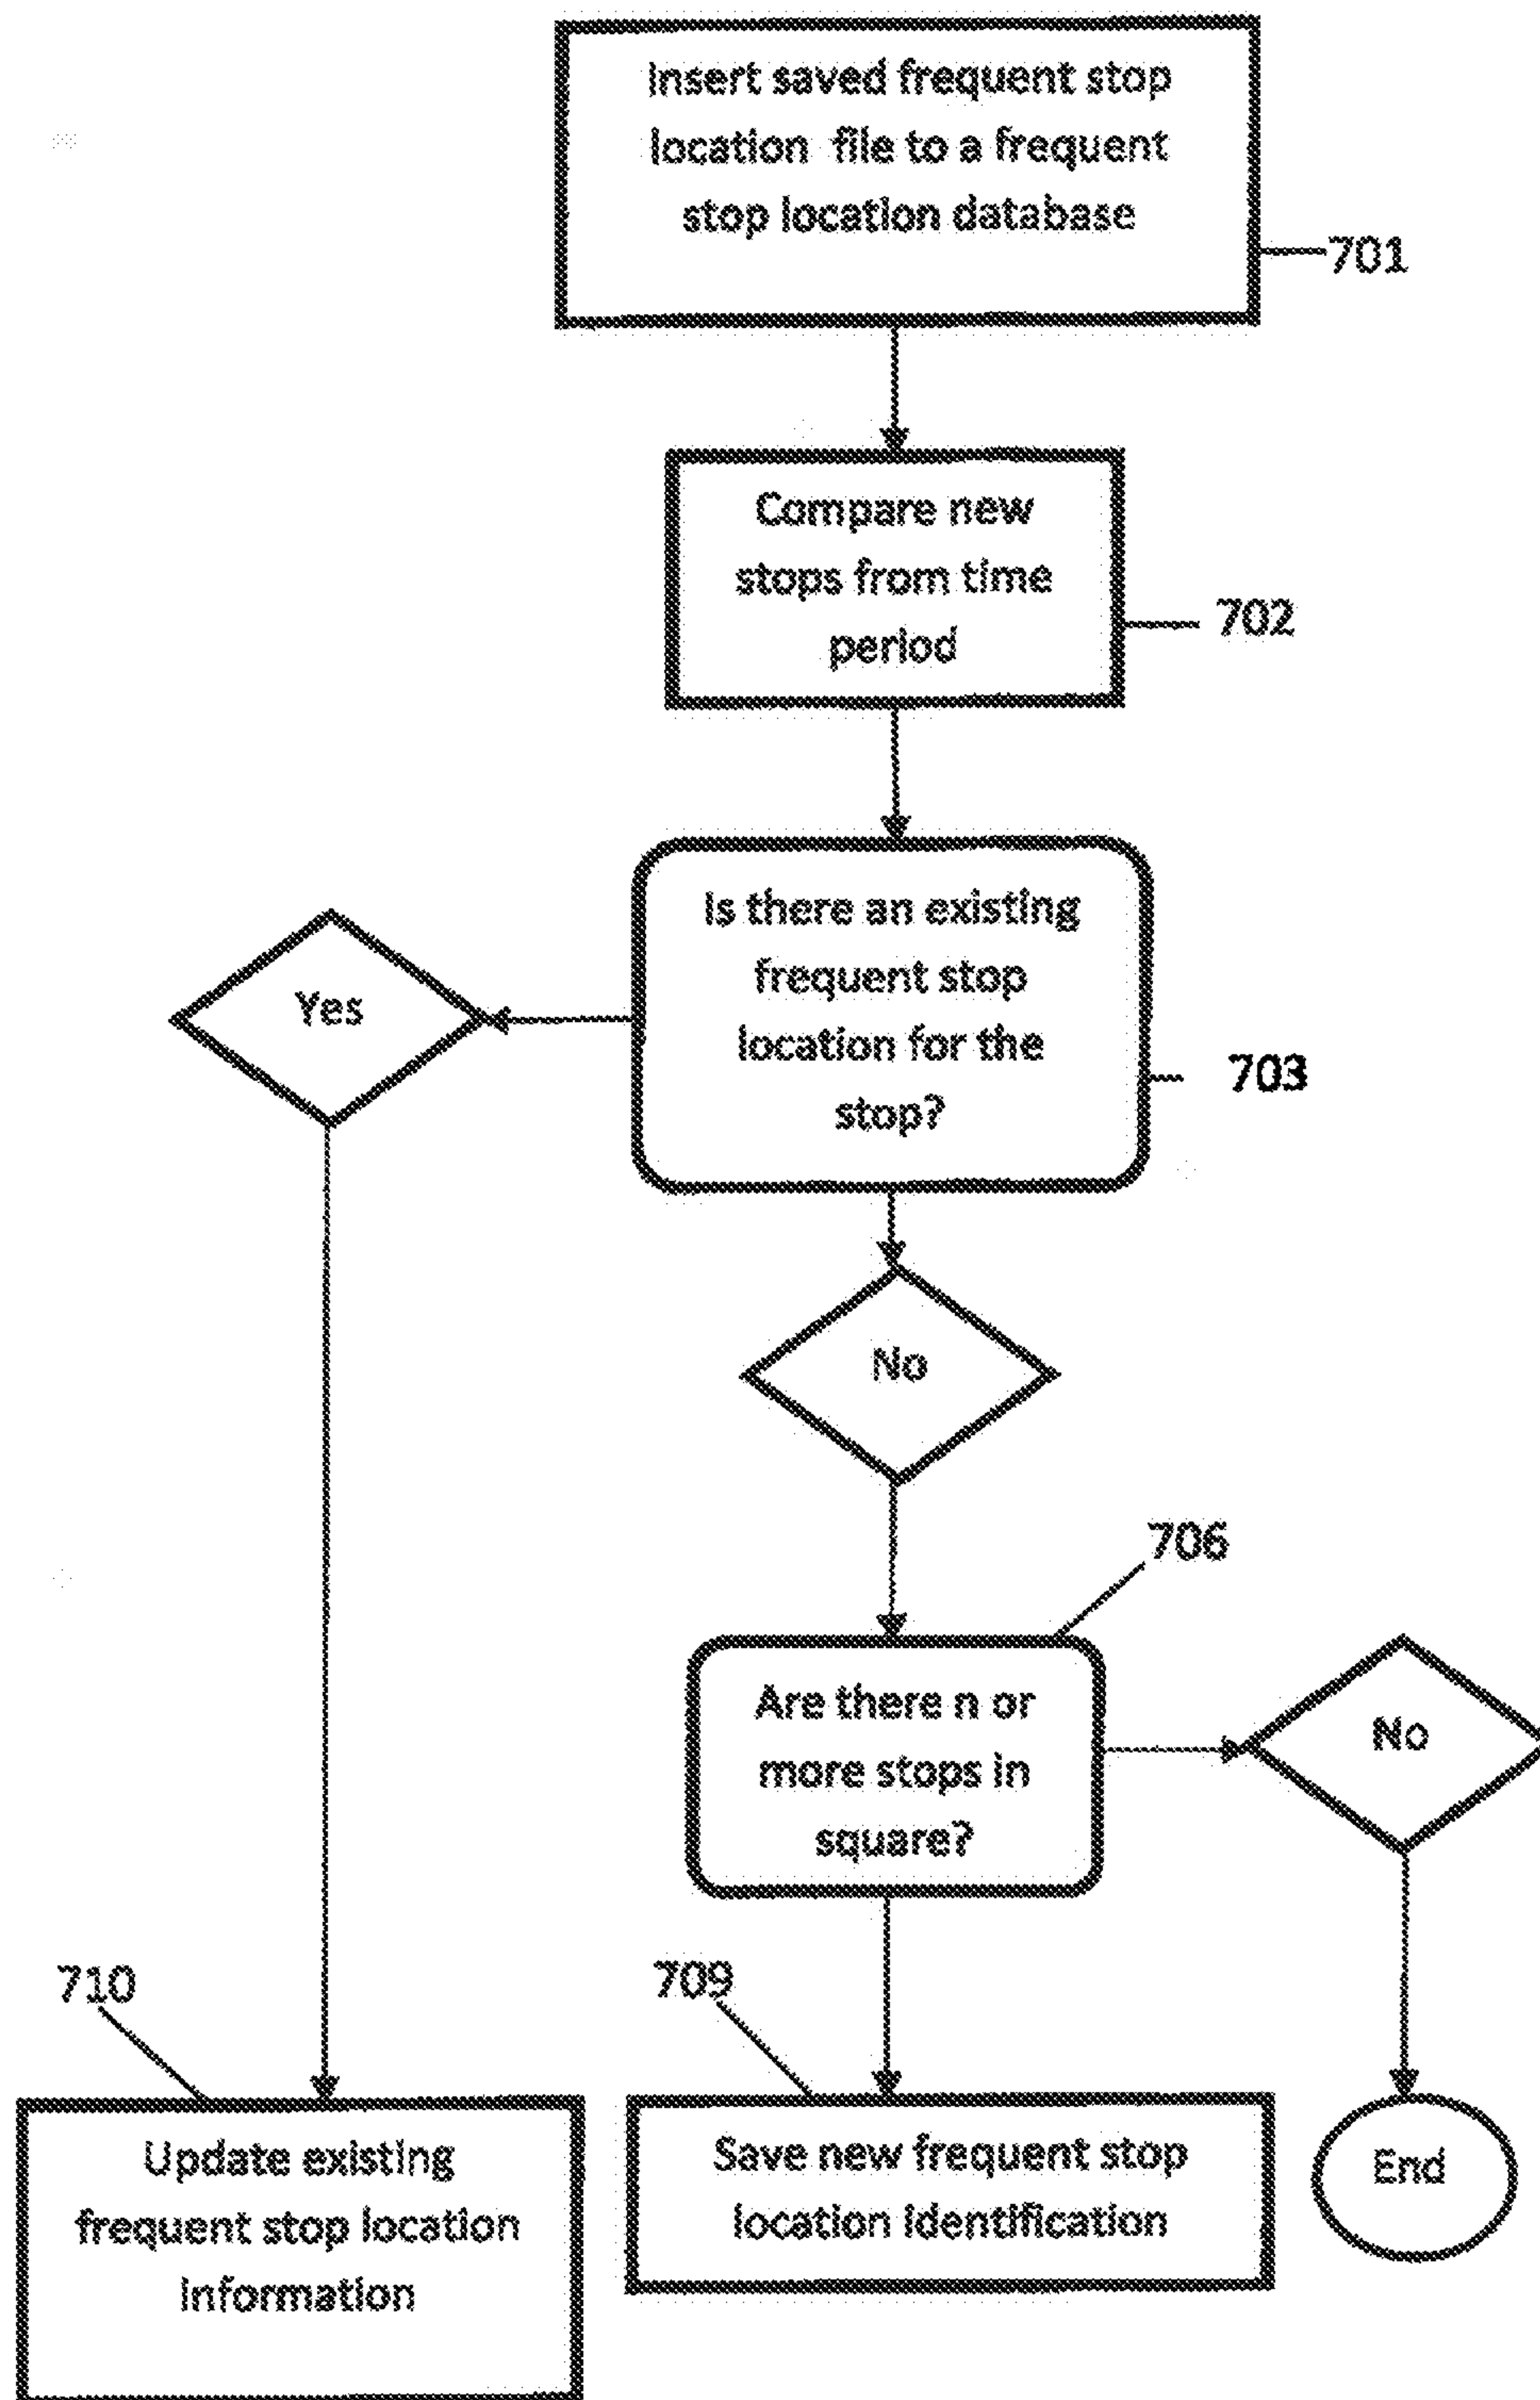 Insert saved frequent stop
location file to a frequent
stop location database
701
Compare new
stops from time
period
702
Is there an existing
frequent stop
location for the
stop?
703
Yes
No
706
Are there n or
more stops in
square?
No
710
709
Update existing
frequent stop location
information
Save new frequent stop
location identification
End